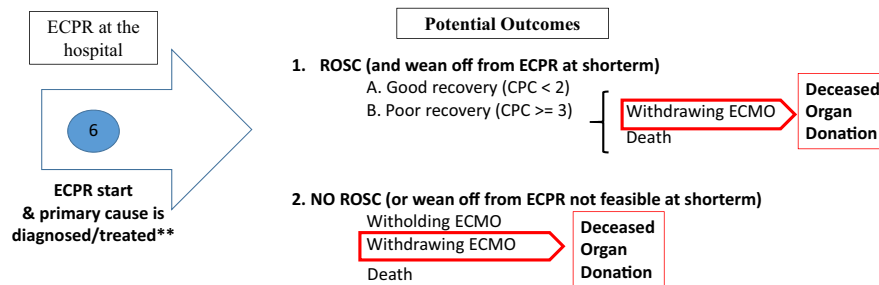 ECPR at the
hospital
6
ECPR start
& primary cause is
diagnosed/treated**
Potential Outcomes
1. ROSC (and wean off from ECPR at shorterm)
A. Good recovery (CPC < 2)
B. Poor recovery (CPC >= 3)
Withdrawing ECMO
Death
Deceased
Organ
Donation
2. NO ROSC (or wean off from ECPR not feasible at shorterm)
Witholding ECMO
Withdrawing ECMO
Death
Deceased
Organ
Donation